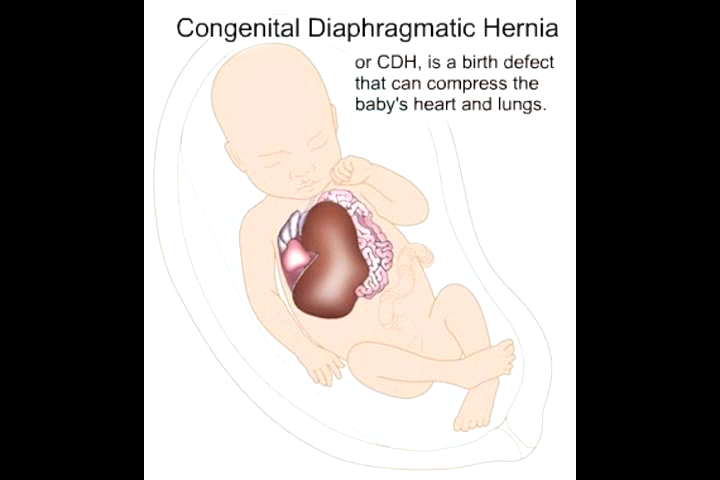 Congenital Diaphragmatic Hernia
or CDH, is a birth defect
that can compress the
baby's heart and lungs.